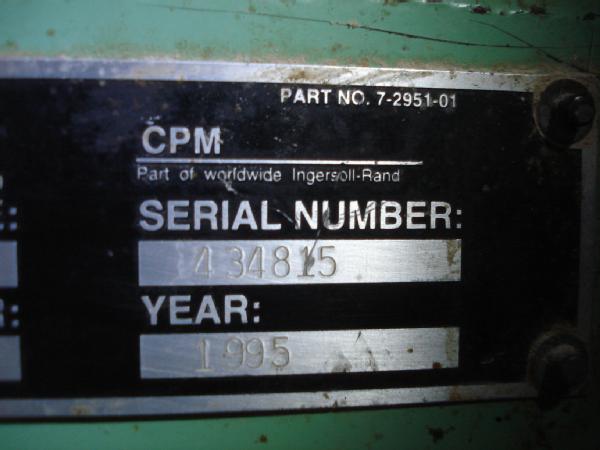 PART NO. 7-2951-01
CPM
Part of worldwide Ingersoll-Rand
SERIAL NUMBER:
434815
YEAR:
1995